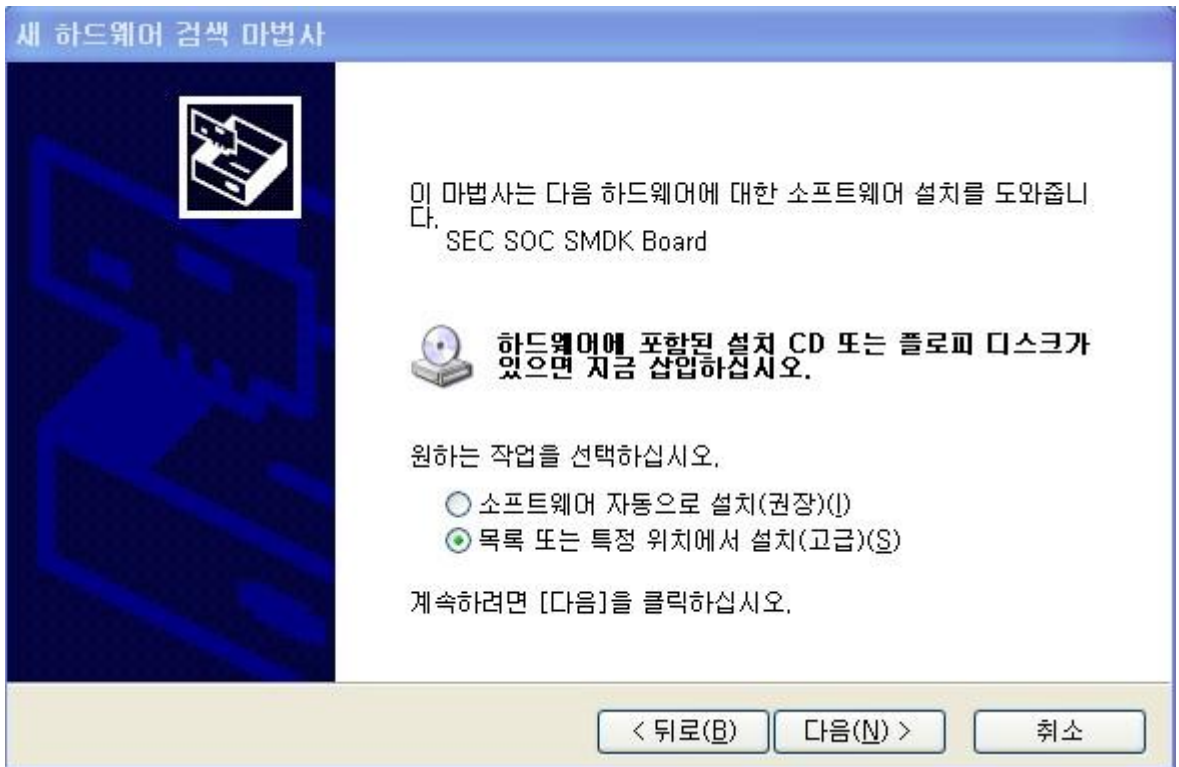 새 하드웨어 검색 마법사
이 마법사는 다음 하드웨어에 대한 소프트웨어 설치를 도와줍니
다.
SEC SOC SMDK Board
하드웨어에 포함된 설치 CD 또는 플로피 디스크가
있으면 지금 삽입하십시오.
원하는 작업을 선택하십시오.
소프트웨어 자동으로 설치(권장)(I)
목록 또는 특정 위치에서 설치(고급)(S)
계속하려면 [다음]을 클릭하십시오.
< 뒤로(B) 다음(N) > 취소